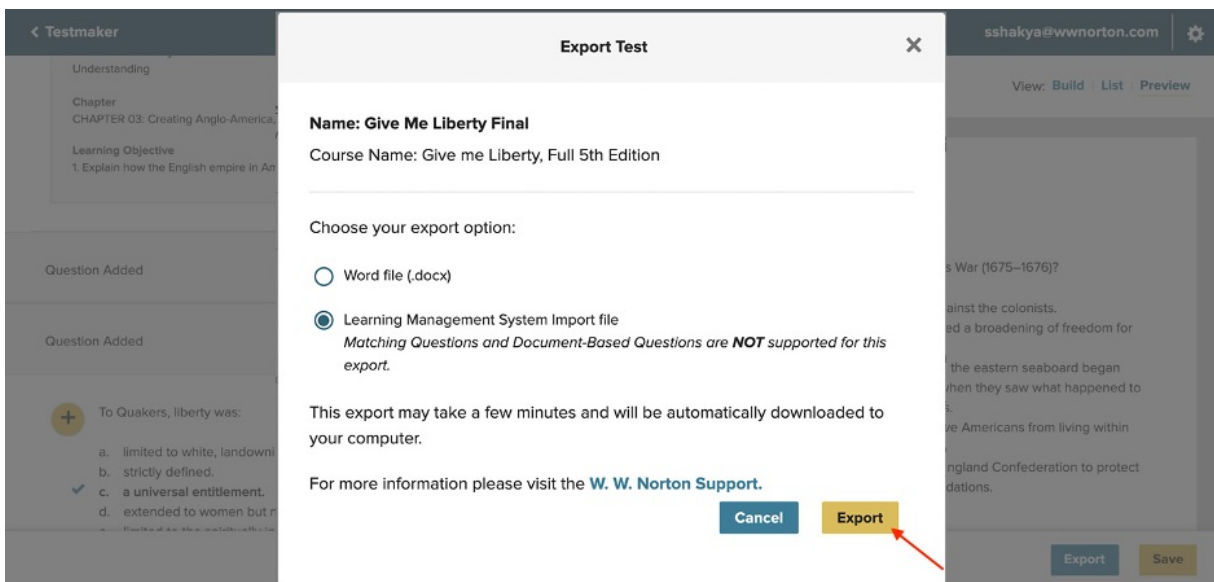 Testmaker
Export Test
sshakya@wwnorton.com
Understanding
View: Build List Preview
Chapter
CHAPTER 03: Creating Anglo-America,
Name: Give Me Liberty Final
Learning Objective
Course Name: Give me Liberty, Full 5th Edition
1. Explain how the English empire in Am
Choose your export option:
Question Added
Word file (.docx)
s War (1675–1676)?
Learning Management System Import file
ainst the colonists.
Matching Questions and Document-Based Questions are NOT supported for this
ed a broadening of freedom for
Question Added
export.
the eastern seaboard began
when they saw what happened to
To Quakers, liberty was:
This export may take a few minutes and will be automatically downloaded to
ve Americans from living within
your computer.
a. limited to white, landowni
b. strictly defined.
ngland Confederation to protect
c. a universal entitlement.
For more information please visit the W. W. Norton Support.
dations.
d. extended to women but n
Cancel
Export
Export
Save